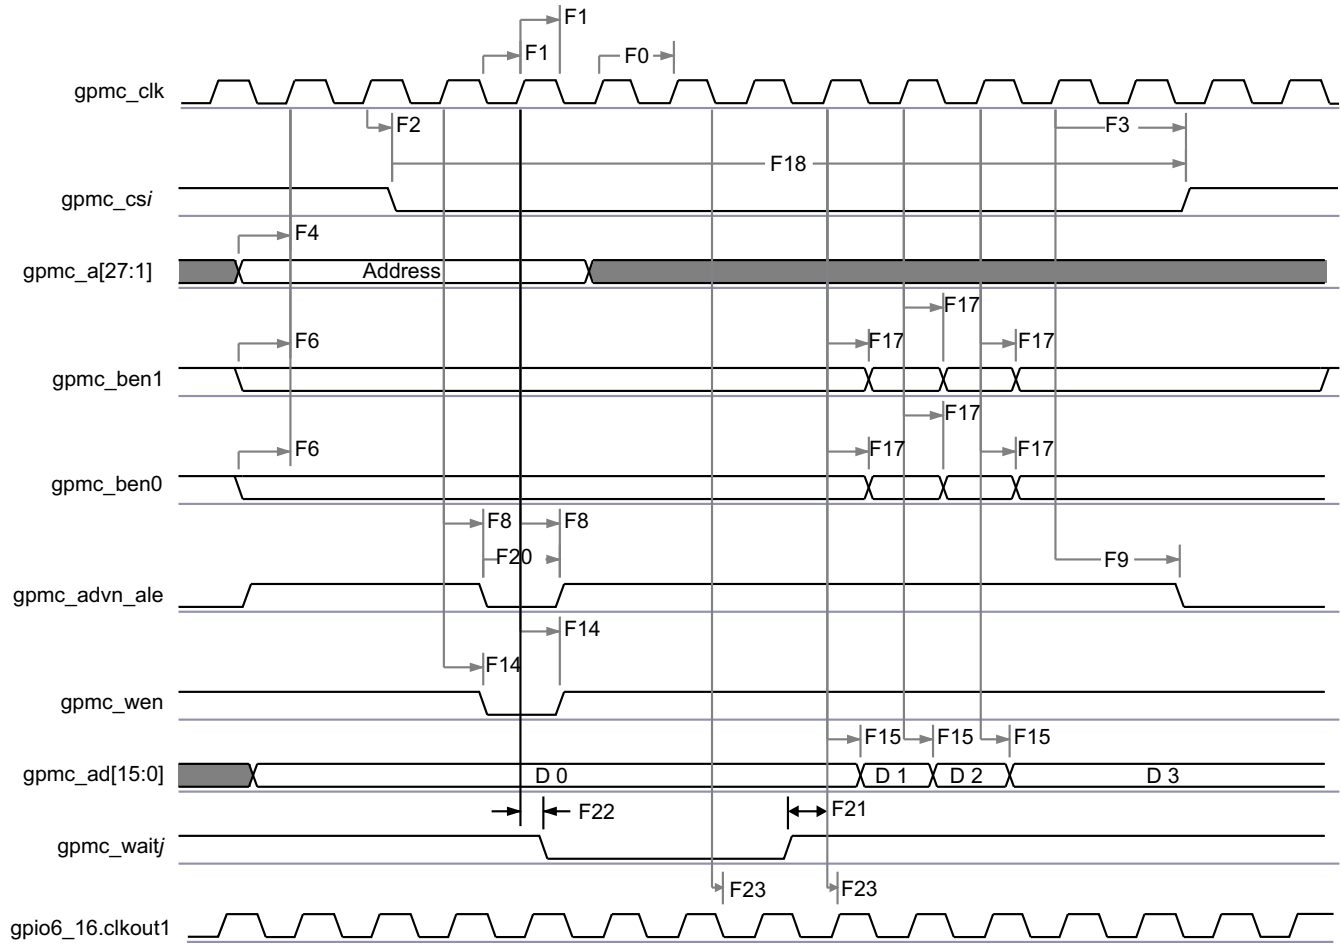 F1
F1
F0
gpmc_clk
F2
F3
F18
gpmc_csi
F4
gpmc_a[27:1]
Address
F17
F6
F17
F17
gpmc_ben1
F17
F6
F17
F17
gpmc_ben0
F8
F8
F20
F9
gpmc_advn_ale
F14
F14
gpmc_wen
F15
F15
F15
gpmc_ad[15:0]
D 0
D 1
D 2
D 3
F22
F21
gpmc_waitj
F23
F23
gpio6_16.clkout1